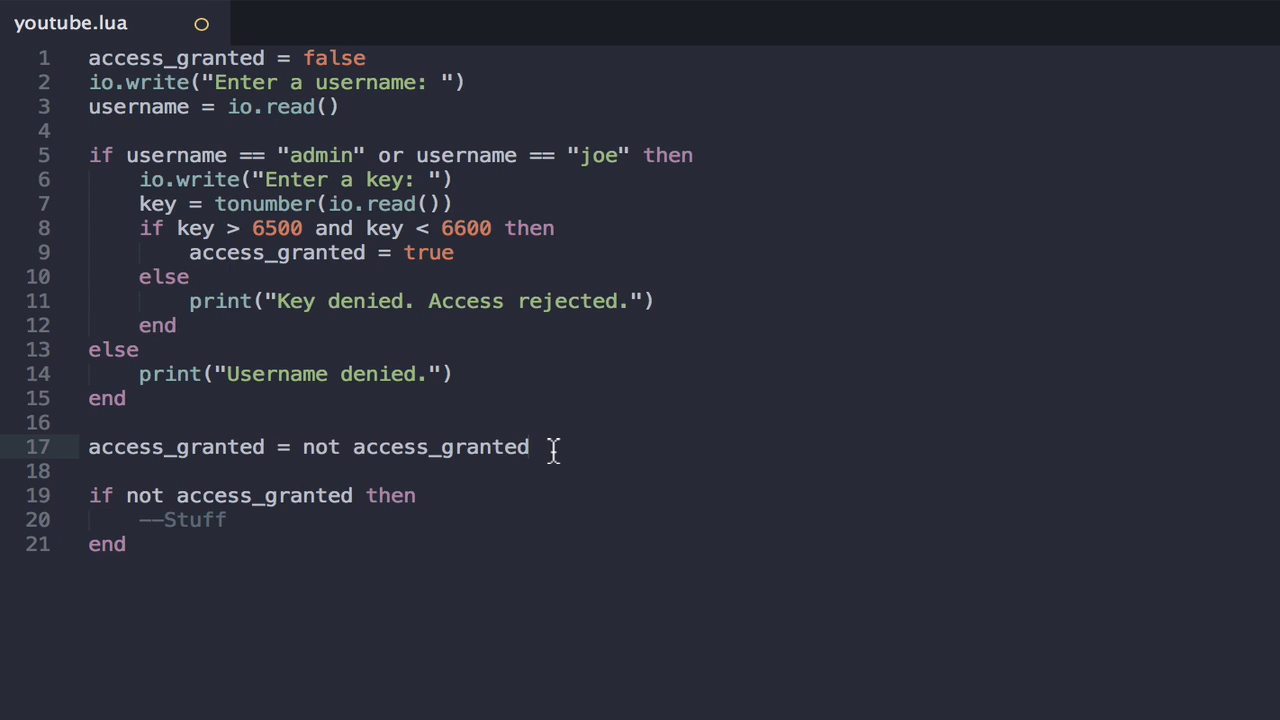 youtube.lua
1 access_granted = false
2 io.write("Enter a username: ")
3 username = io.read()
4
5 if username == "admin" or username == "joe" then
6     io.write("Enter a key: ")
7     key = tonumber(io.read())
8     if key > 6500 and key < 6600 then
9         access_granted = true
10     else
11         print("Key denied. Access rejected.")
12     end
13 else
14     print("Username denied.")
15 end
16
17 access_granted = not access_granted
18
19 if not access_granted then
20     --Stuff
21 end